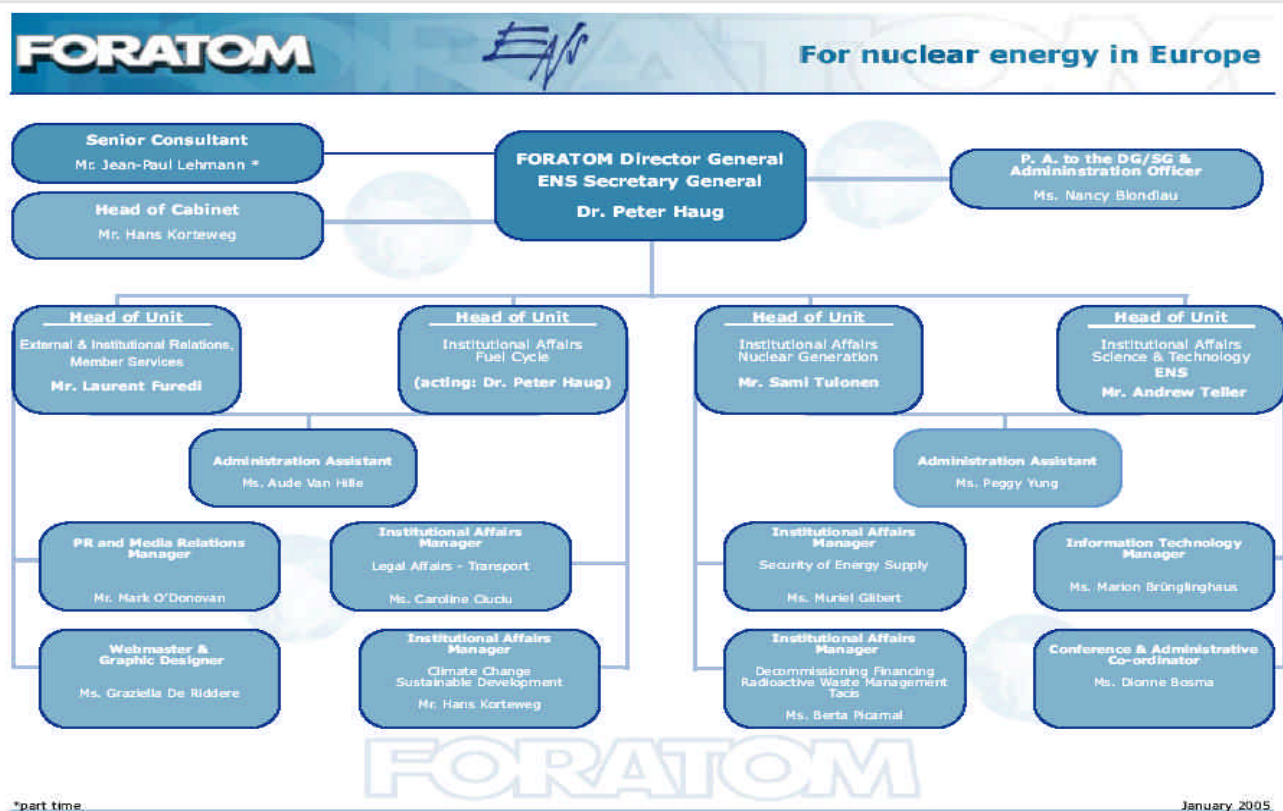 FORATOM
ENS
For nuclear energy in Europe
Senior Consultant
Mr. Jean-Paul Lehmann *
Head of Cabinet
Mr. Hans Korteweg
FORATOM Director General
ENS Secretary General
Dr. Peter Haug
P. A. to the DG/SG &
Admininstration Officer
Ms. Nancy Blondiau
Head of Unit
External & Institutional Relations,
Member Services
Mr. Laurent Furedi
Head of Unit
Institutional Affairs
Fuel Cycle
(acting: Dr. Peter Haug)
Head of Unit
Institutional Affairs
Nuclear Generation
Mr. Sami Tulonen
Head of Unit
Institutional Affairs
Science & Technology
ENS
Mr. Andrew Teller
Administration Assistant
Ms. Aude Van Hille
Administration Assistant
Ms. Peggy Yung
PR and Media Relations
Manager
Mr. Mark O'Donovan
Institutional Affairs
Manager
Legal Affairs - Transport
Ms. Caroline Ciuciu
Institutional Affairs
Manager
Security of Energy Supply
Ms. Muriel Glibert
Information Technology
Manager
Ms. Marion Brünglinghaus
Webmaster &
Graphic Designer
Ms. Graziella De Riddere
Institutional Affairs
Manager
Climate Change
Sustainable Development
Mr. Hans Korteweg
Institutional Affairs
Manager
Decommissioning Financing
Radioactive Waste Management
Tacis
Ms. Berta Picamal
Conference & Administrative
Co-ordinator
Ms. Dionne Bosma
FORATOM
*part time
January 2005